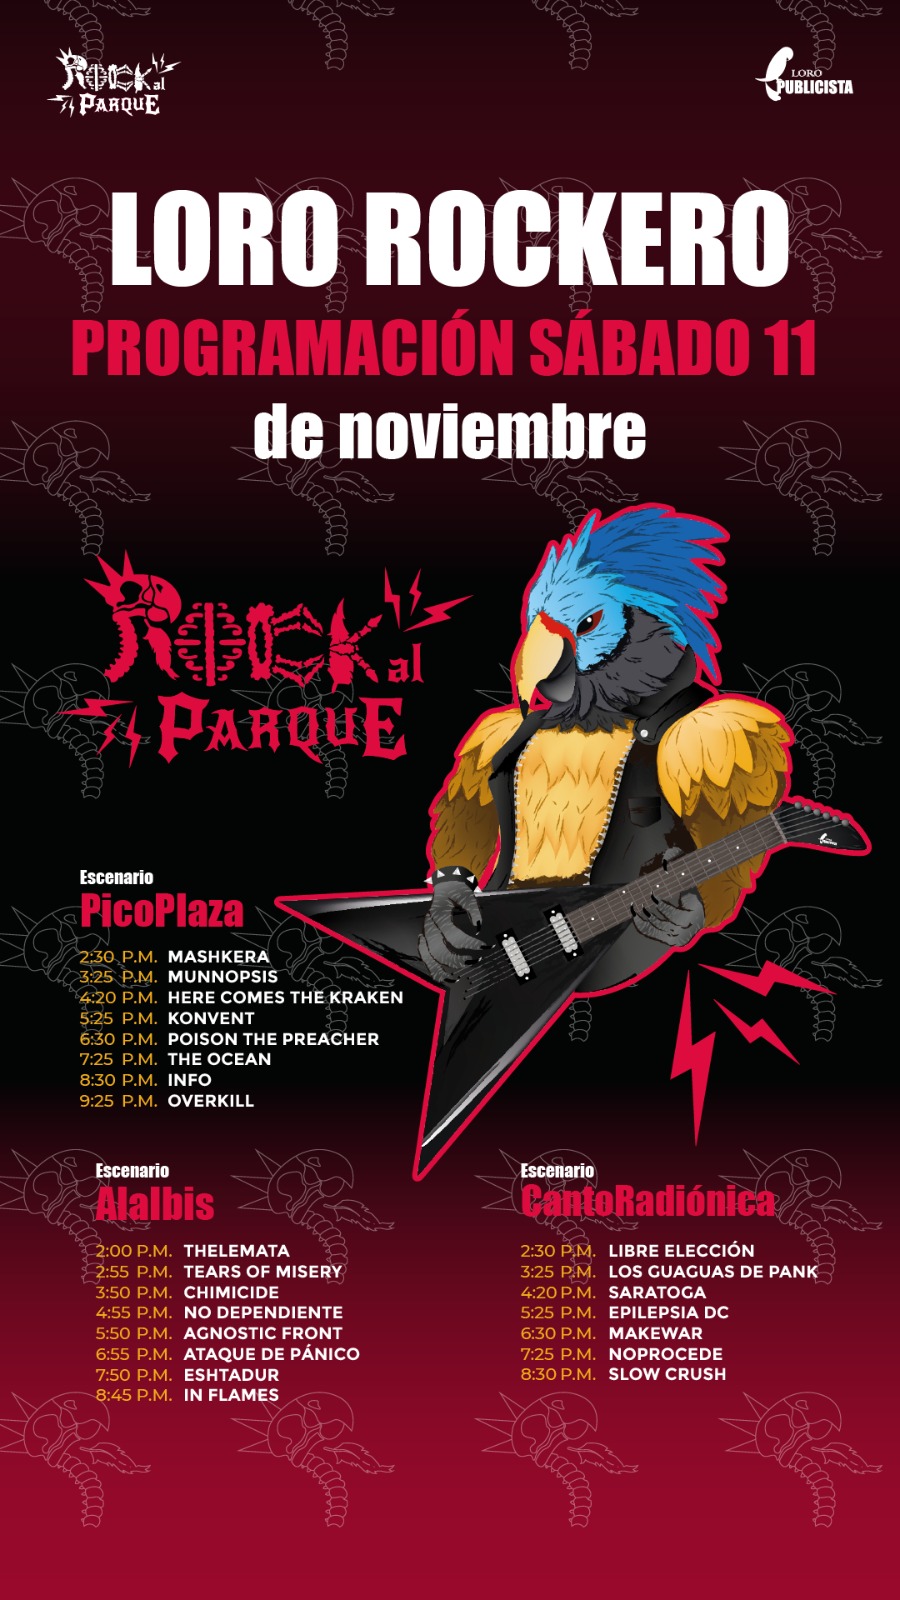 ROCK al
PARQUE
LORO
PUBLICISTA
LORO ROCKERO
PROGRAMACIÓN SÁBADO 11
de noviembre
ROCK al
PARQUE
Escenario
PicoPlaza
2:30 P.M. MASHKERA
3:25 P.M. MUNNOPSIS
4:20 P.M. HERE COMES THE KRAKEN
5:25 P.M. KONVENT
6:30 P.M. POISON THE PREACHER
7:25 P.M. THE OCEAN
8:30 P.M. INFO
9:25 P.M. OVERKILL
Escenario
AlaIbis
2:00 P.M. THELEMATA
2:55 P.M. TEARS OF MISERY
3:50 P.M. CHIMICIDE
4:55 P.M. NO DEPENDIENTE
5:50 P.M. AGNOSTIC FRONT
6:55 P.M. ATAQUE DE PÁNICO
7:50 P.M. ESHTADUR
8:45 P.M. IN FLAMES
Escenario
CantoRadiónica
2:30 P.M. LIBRE ELECCIÓN
3:25 P.M. LOS GUAGUAS DE PANK
4:20 P.M. SARATOGA
5:25 P.M. EPILEPSIA DC
6:30 P.M. MAKEWAR
7:25 P.M. NOPROCEDE
8:30 P.M. SLOW CRUSH